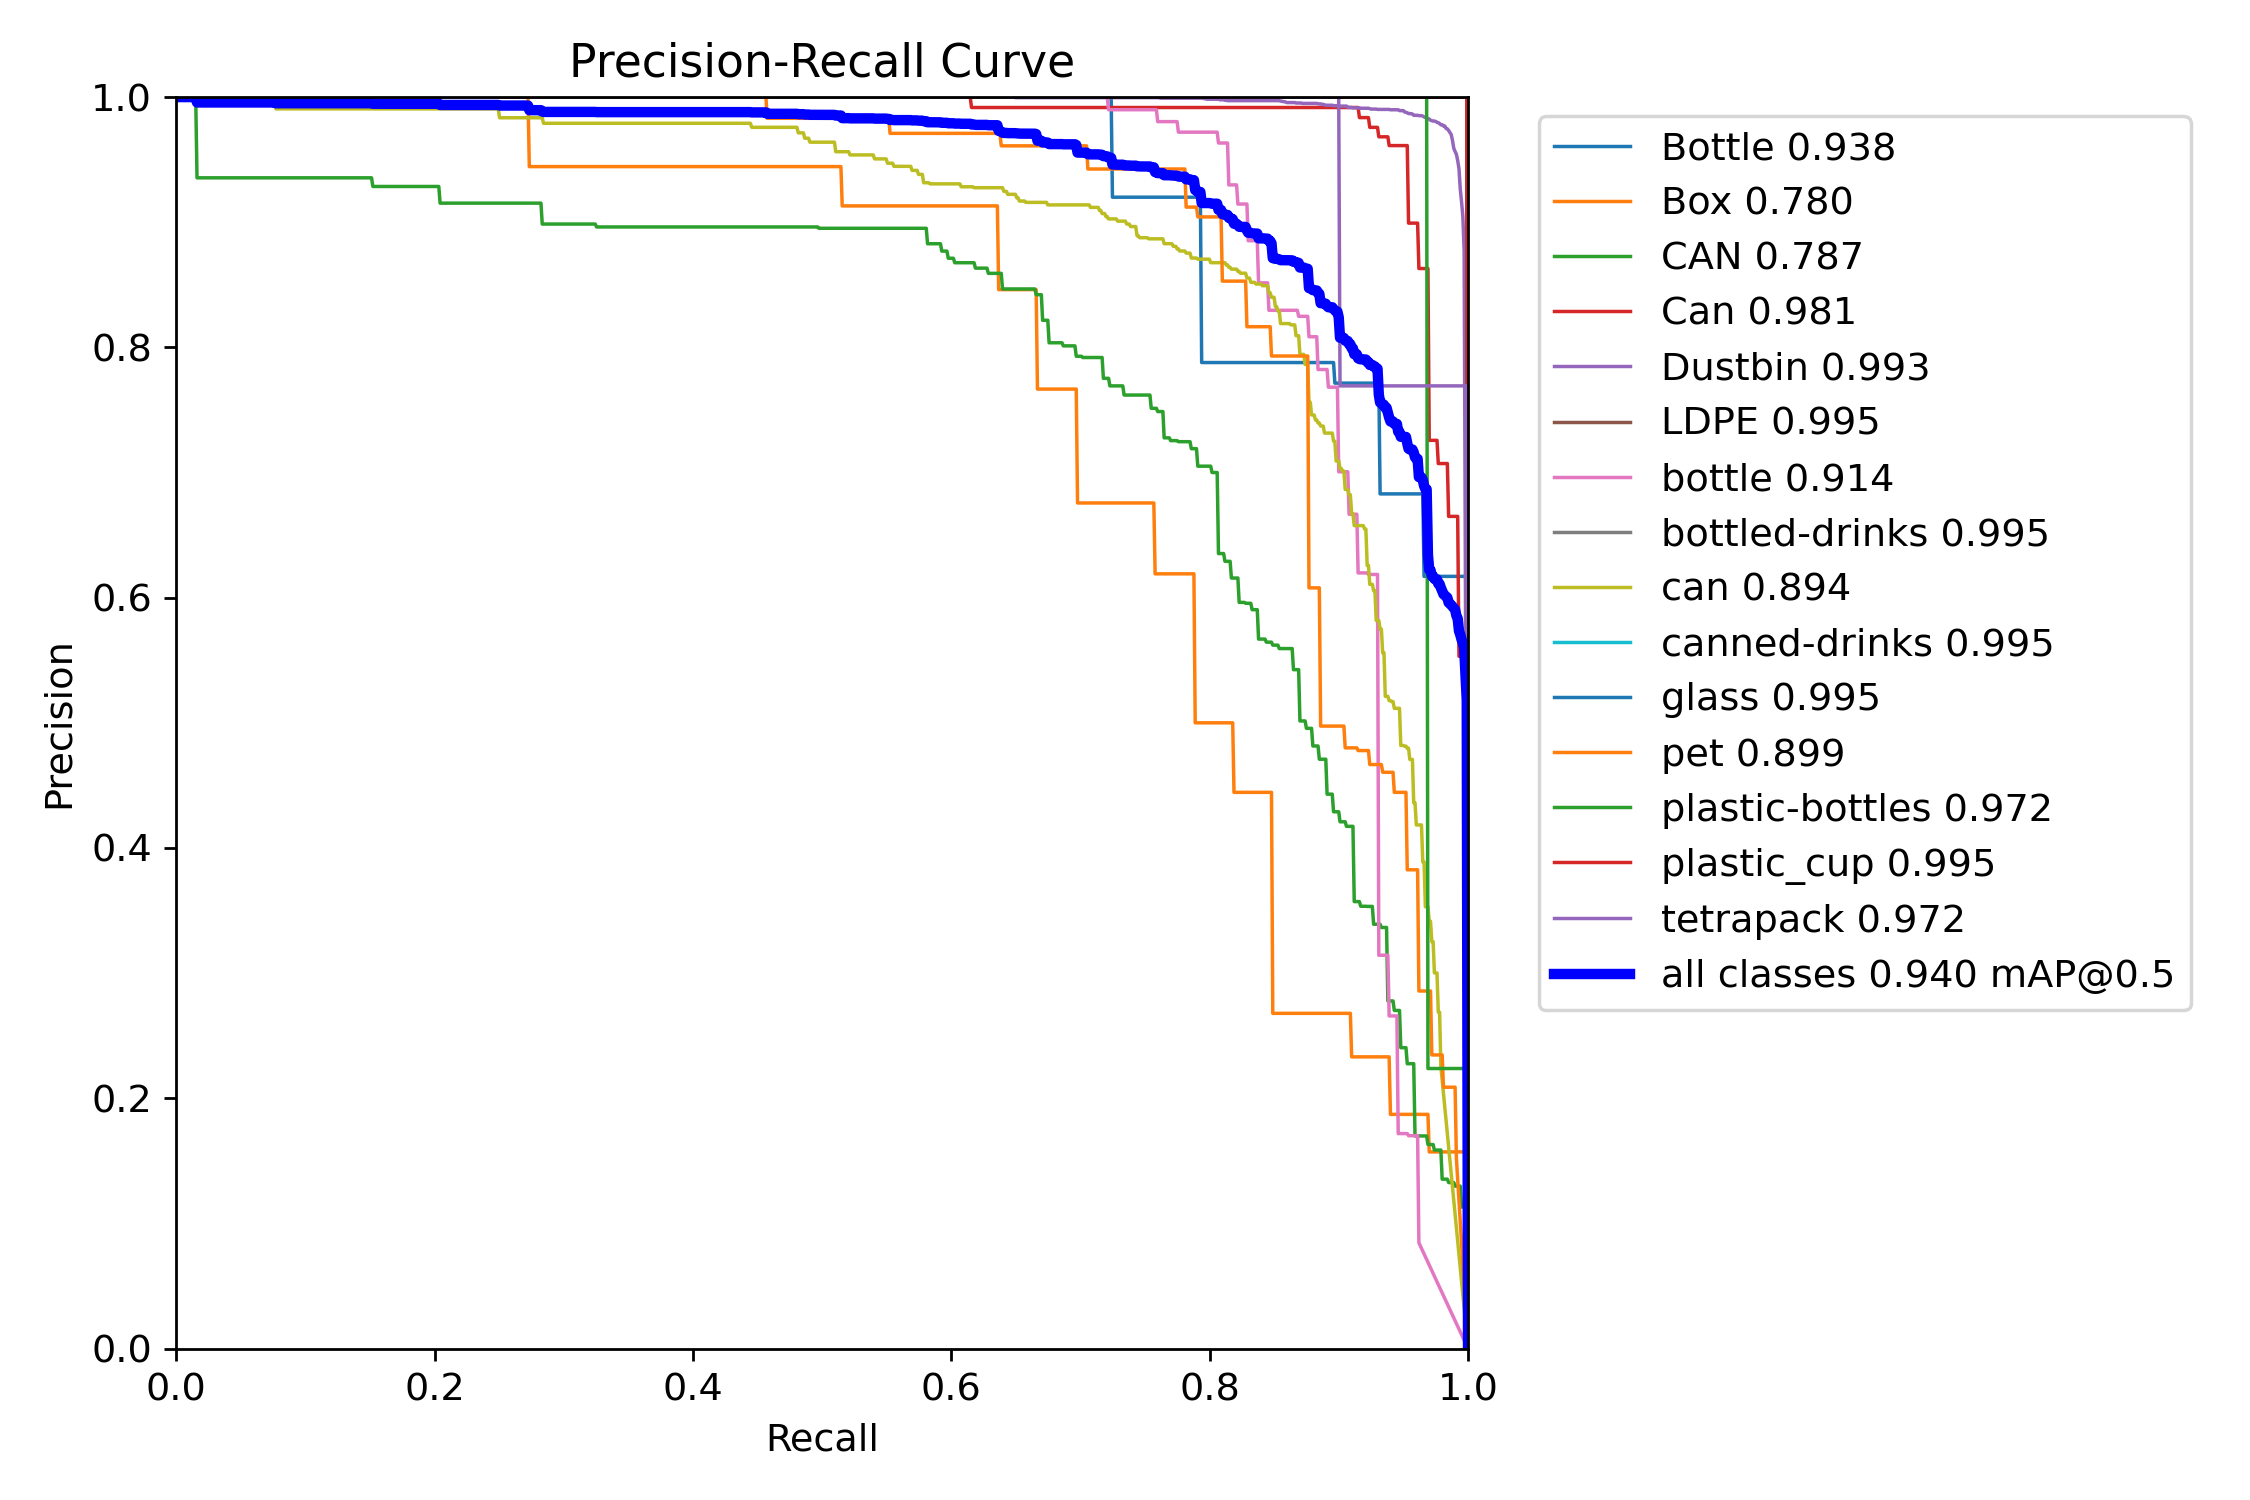 Precision-Recall Curve
1.0
0.8
0.6
0.4
0.2
0.0
Precision
0.0 0.2 0.4 0.6 0.8 1.0
Recall
Bottle 0.938
Box 0.780
CAN 0.787
Can 0.981
Dustbin 0.993
LDPE 0.995
bottle 0.914
bottled-drinks 0.995
can 0.894
canned-drinks 0.995
glass 0.995
pet 0.899
plastic-bottles 0.972
plastic_cup 0.995
tetrapack 0.972
all classes 0.940 mAP@0.5